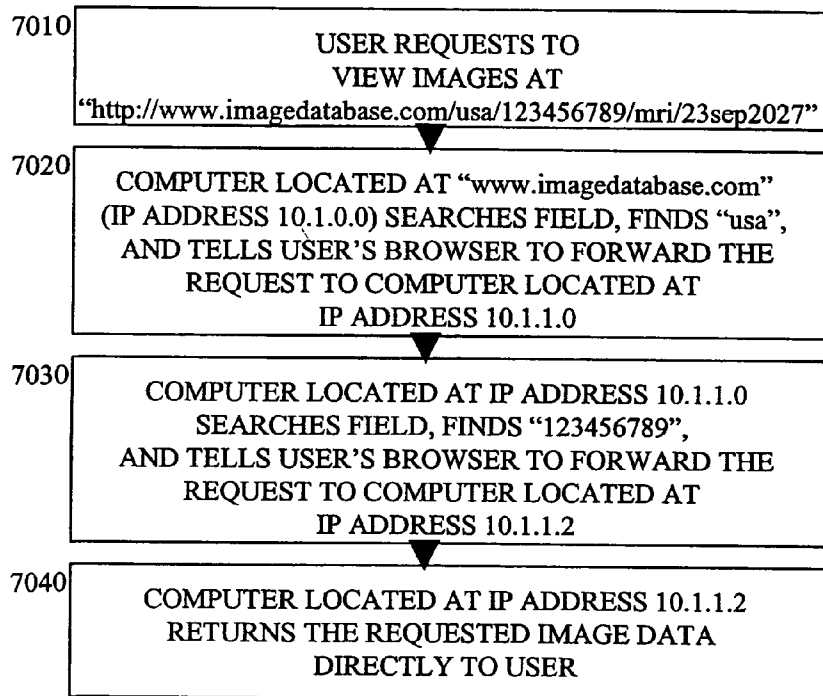 7010
USER REQUESTS TO
VIEW IMAGES AT
“http://www.imagedatabase.com/usa/123456789/mri/23sep2027”
7020
COMPUTER LOCATED AT “www.imagedatabase.com”
(IP ADDRESS 10.1.0.0) SEARCHES FIELD, FINDS “usa”,
AND TELLS USER’S BROWSER TO FORWARD THE
REQUEST TO COMPUTER LOCATED AT
IP ADDRESS 10.1.1.0
7030
COMPUTER LOCATED AT IP ADDRESS 10.1.1.0
SEARCHES FIELD, FINDS “123456789”,
AND TELLS USER’S BROWSER TO FORWARD THE
REQUEST TO COMPUTER LOCATED AT
IP ADDRESS 10.1.1.2
7040
COMPUTER LOCATED AT IP ADDRESS 10.1.1.2
RETURNS THE REQUESTED IMAGE DATA
DIRECTLY TO USER